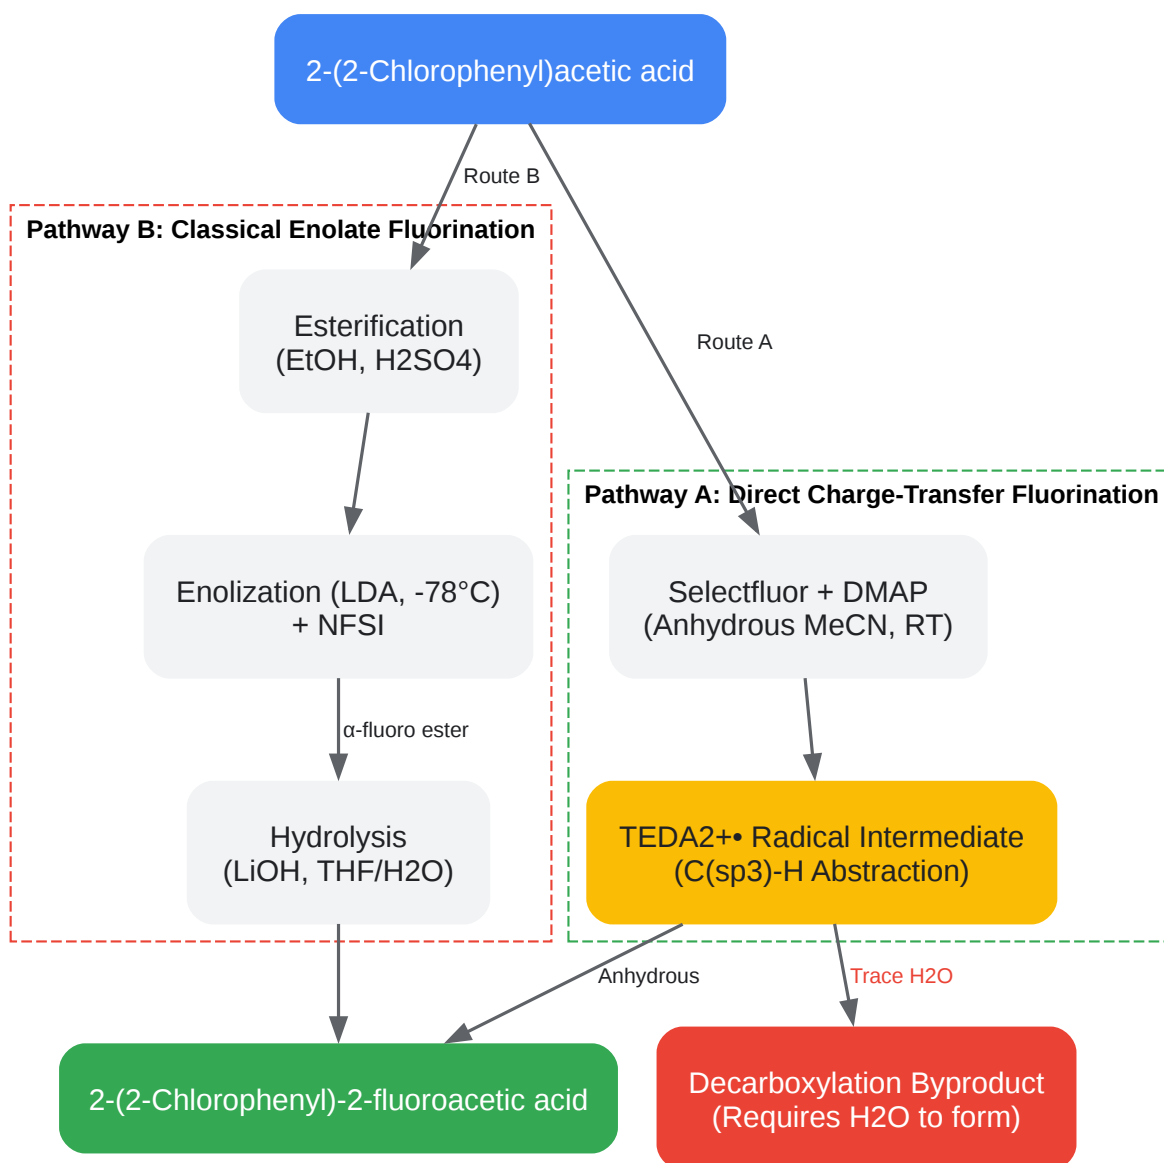 2-(2-Chlorophenyl)acetic acid
Route B
Pathway B: Classical Enolate Fluorination
Esterification
(EtOH, H2SO4)
Route A
Pathway A: Direct Charge-Transfer Fluorination
Enolization (LDA, -78°C)
+ NFSI
Selectfluor + DMAP
(Anhydrous MeCN, RT)
α-fluoro ester
Hydrolysis
(LiOH, THF/H2O)
TEDA2+• Radical Intermediate
(C(sp3)-H Abstraction)
Anhydrous
Trace H2O
2-(2-Chlorophenyl)-2-fluoroacetic acid
Decarboxylation Byproduct
(Requires H2O to form)